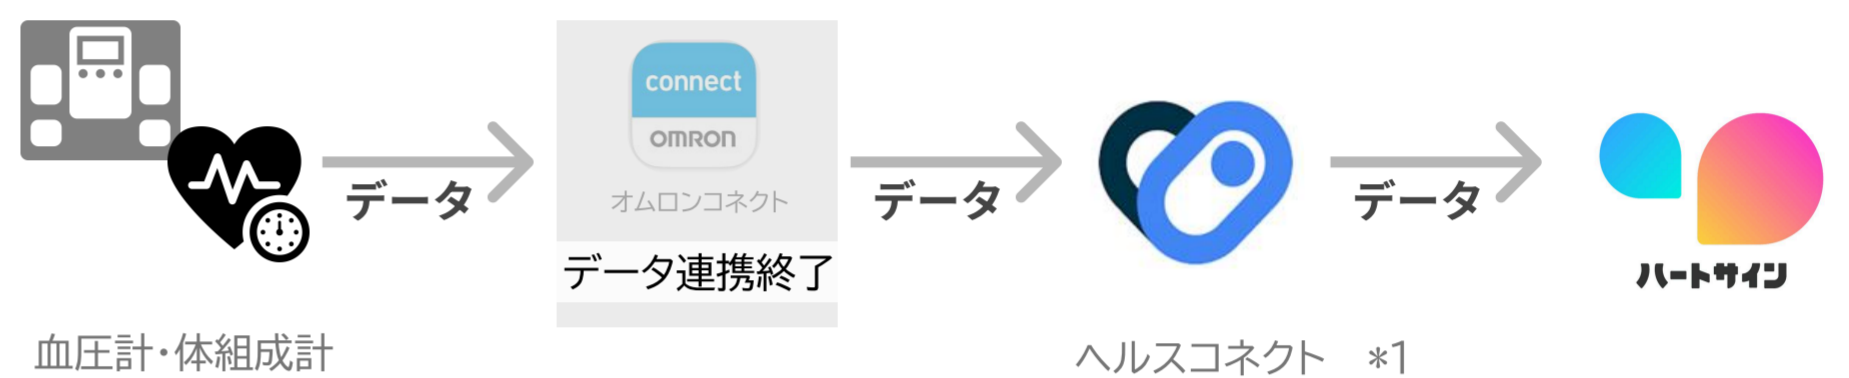 connect
OMRON
オムロンコネクト
データ連携終了
データ
データ
データ
ハートサイン
血圧計・体組成計
ヘルスコネクト *1